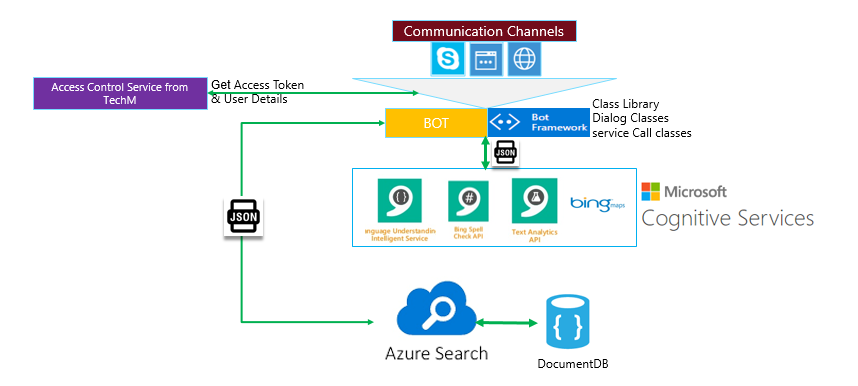 Communication Channels
Access Control Service from
TechM
Get Access Token
& User Details
BOT
Bot
Framework
Class Library
Dialog Classes
service Call classes
JSON
nguage Understandin
Intelligent Service
#
Bing Spell
Check API
Text Analytics
API
bing maps
Microsoft
Cognitive Services
JSON
Azure Search
DocumentDB